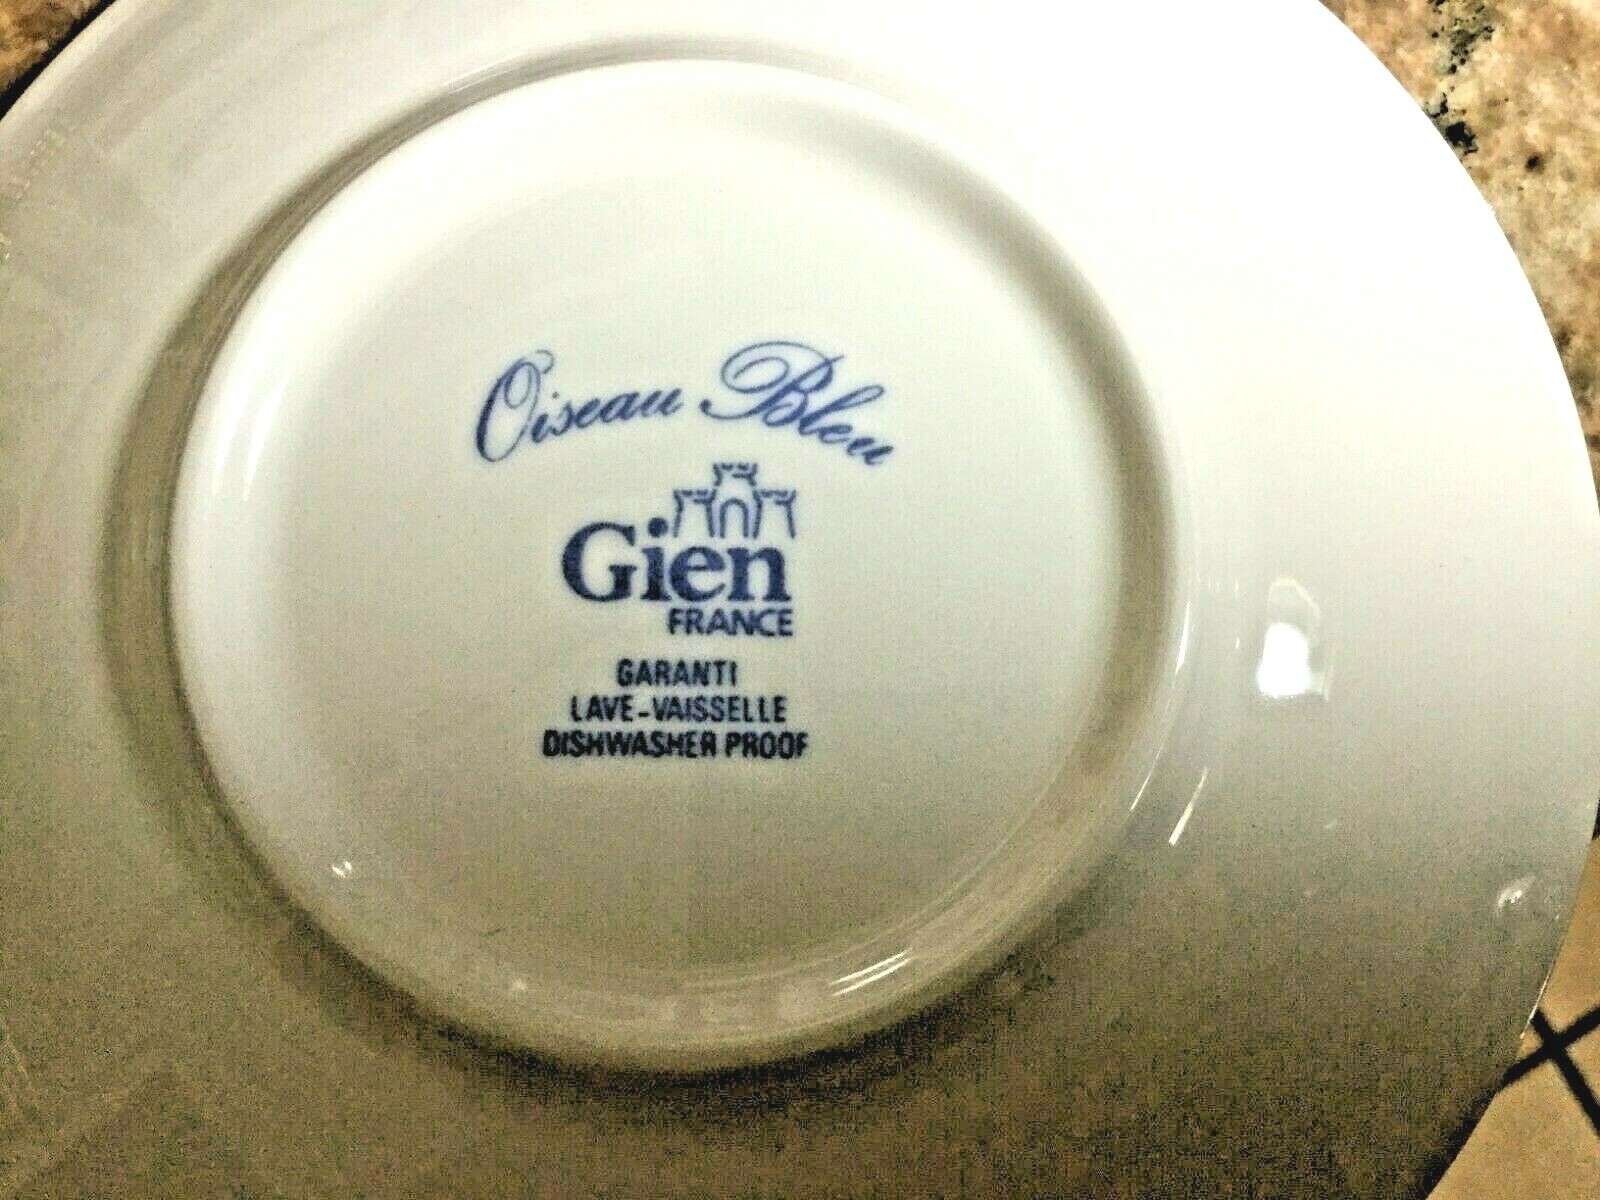 Oiseau Bleu
Gien
FRANCE
GARANTI
LAVE-VAISSELLE
DISHWASHER PROOF